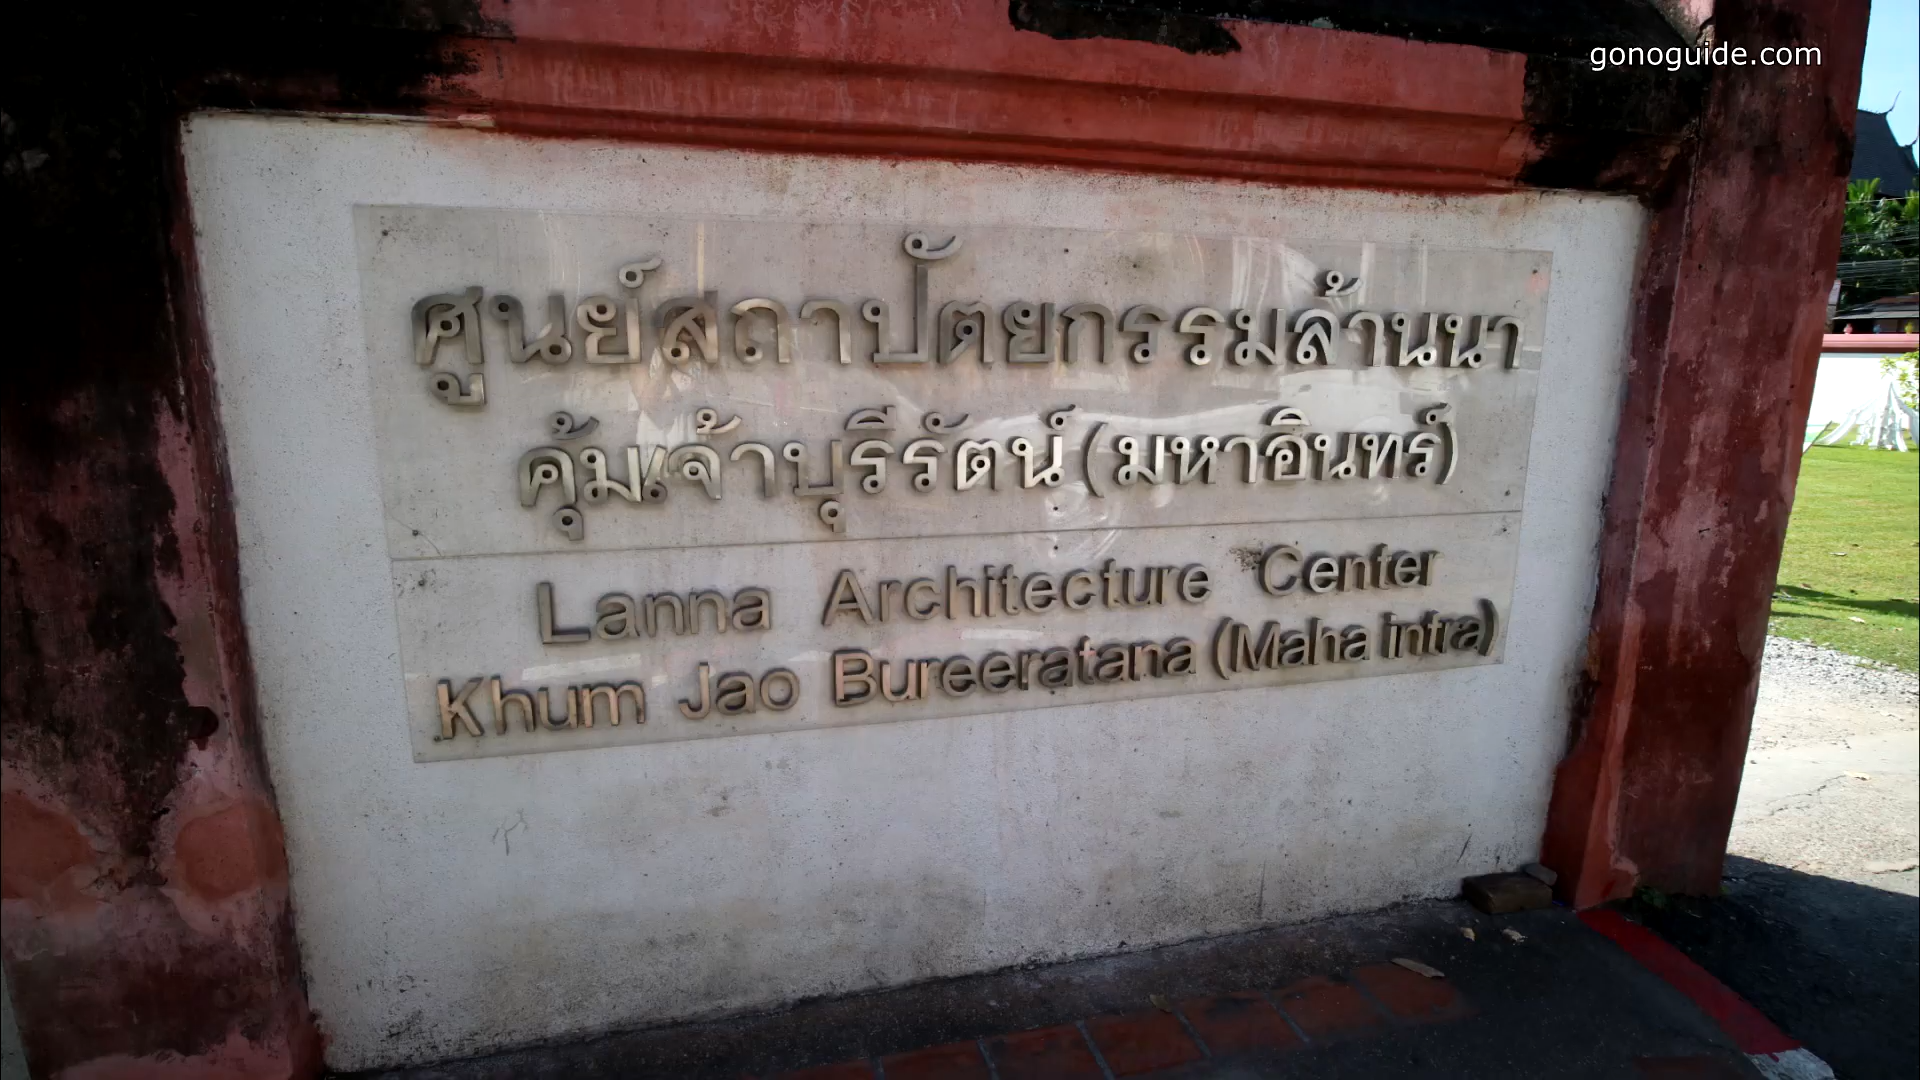 gonoguide.com
ศูนย์สถาปัตยกรรมล้านนา
คุ้มเจ้าบุรีรัตน์ (มหาอินทร์)
Lanna Architecture Center
Khum Jao Bureeratana (Maha intra)